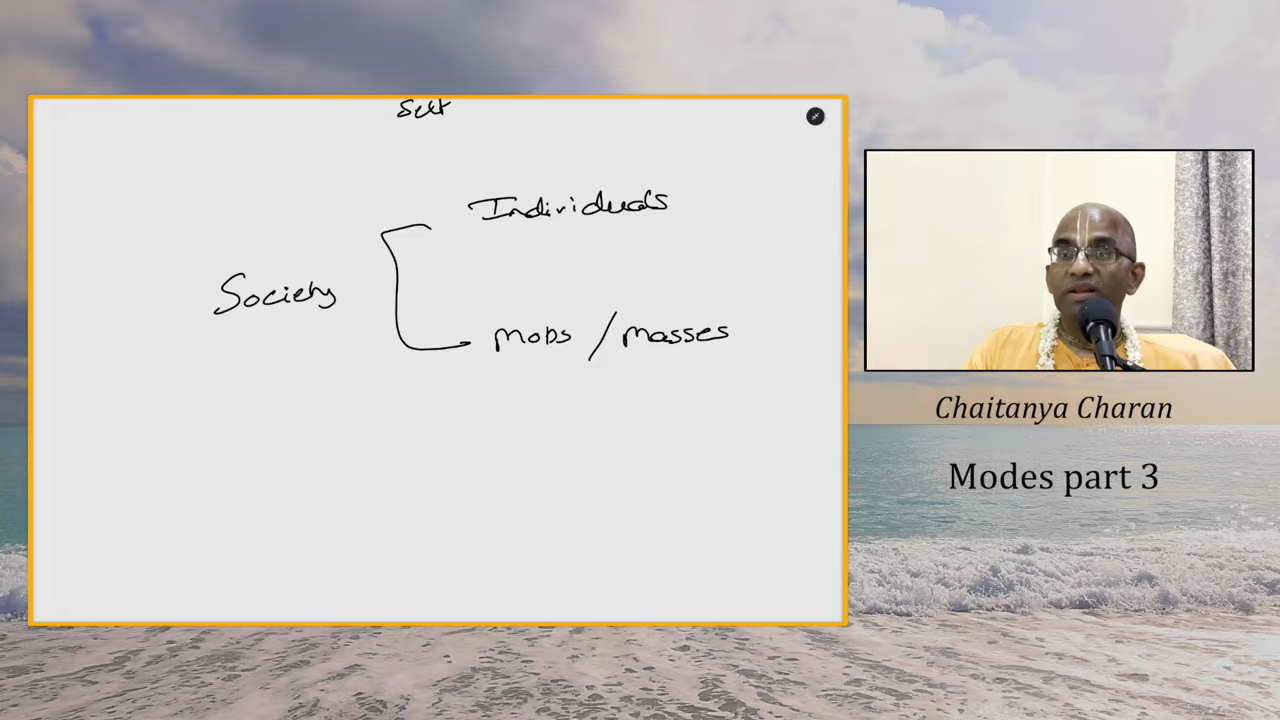 Self
Individuals
Society
Mobs / Masses
Chaitanya Charan
Modes part 3